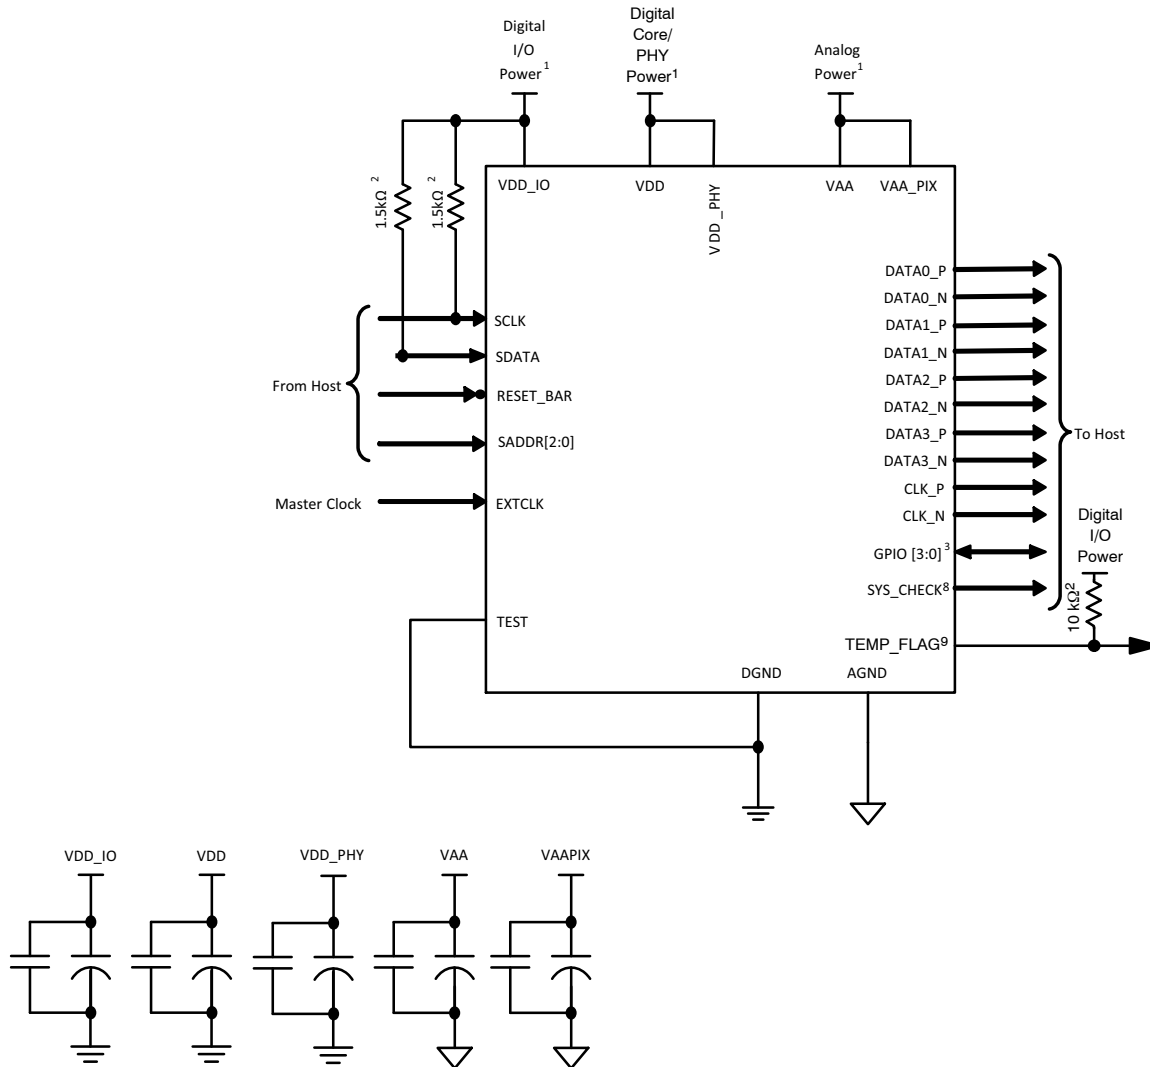 Digital
I/O
Power1
Digital
Core/
PHY
Power1
Analog
Power1
1.5kΩ 2
1.5kΩ 2
VDD_IO
VDD
VDD _PHY
VAA
VAA_PIX
DATA0_P
DATA0_N
DATA1_P
DATA1_N
DATA2_P
DATA2_N
DATA3_P
DATA3_N
CLK_P
CLK_N
GPIO [3:0] 3
SYS_CHECK8
TEMP_FLAG9
To Host
Digital
I/O
Power
10 kΩ2
From Host
SCLK
SDATA
RESET_BAR
SADDR[2:0]
Master Clock
EXTCLK
TEST
DGND
AGND
VDD_IO
VDD
VDD_PHY
VAA
VAAPIX